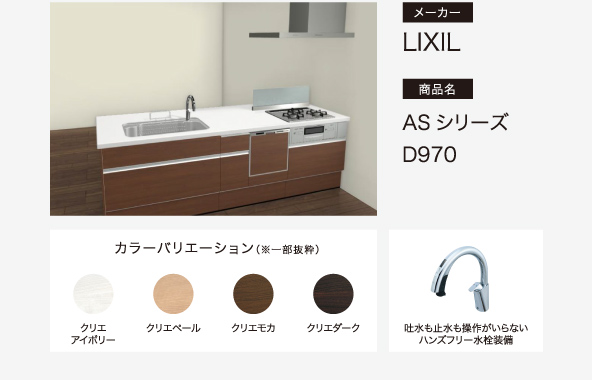 メーカー
LIXIL
商品名
AS シリーズ
D970
カラーバリエーション（※一部抜粋）
クリエ
アイボリー
クリエペール
クリエモカ
クリエダーク
吐水も止水も操作がいらない
ハンズフリー水栓装備